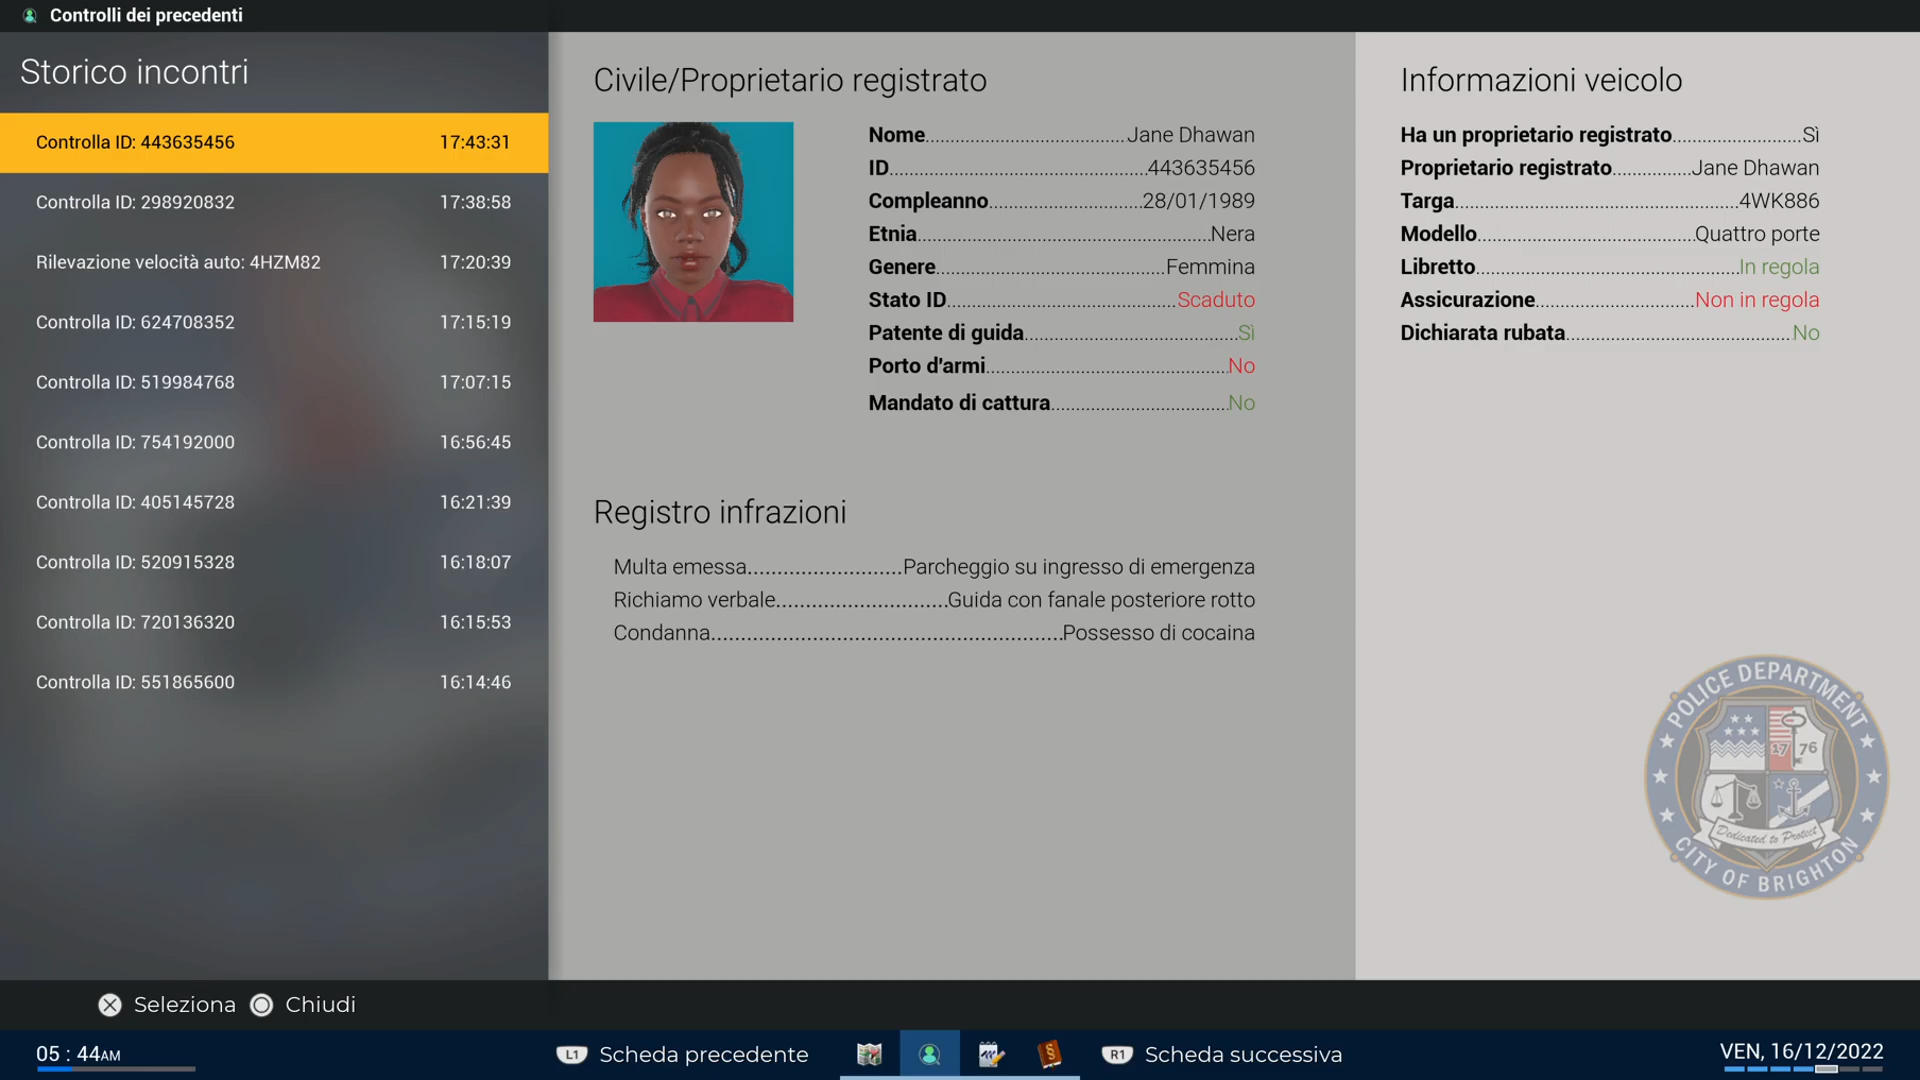 Controlli dei precedenti
Storico incontri
Controlla ID: 443635456 17:43:31
Controlla ID: 298920832 17:38:58
Rilevazione velocità auto: 4HZM82 17:20:39
Controlla ID: 624708352 17:15:19
Controlla ID: 519984768 17:07:15
Controlla ID: 754192000 16:56:45
Controlla ID: 405145728 16:21:39
Controlla ID: 520915328 16:18:07
Controlla ID: 720136320 16:15:53
Controlla ID: 551865600 16:14:46
Civile/Proprietario registrato
Nome Jane Dhawan
ID 443635456
Compleanno 28/01/1989
Etnia Nera
Genere Femmina
Stato ID Scaduto
Patente di guida Sì
Porto d'armi No
Mandato di cattura No
Registro infrazioni
Multa emessa Parcheggio su ingresso di emergenza
Richiamo verbale Guida con fanale posteriore rotto
Condanna Possesso di cocaina
Informazioni veicolo
Ha un proprietario registrato Sì
Proprietario registrato Jane Dhawan
Targa 4WK886
Modello Quattro porte
Libretto In regola
Assicurazione Non in regola
Dichiarata rubata No
POLICE DEPARTMENT
17 76
Dedicated to Protect
CITY OF BRIGHTON
Seleziona Chiudi
05 : 44AM
L1 Scheda precedente
R1 Scheda successiva
VEN, 16/12/2022